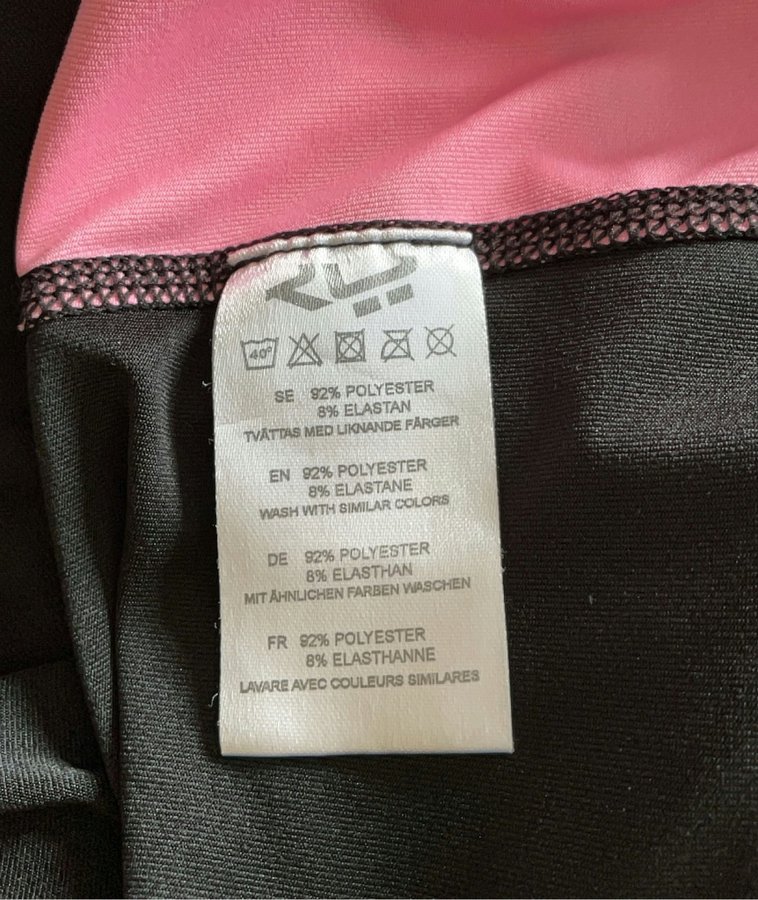 40°
SE 92% POLYESTER
8% ELASTAN
TVÄTTAS MED LIKNANDE FÄRGER
EN 92% POLYESTER
8% ELASTANE
WASH WITH SIMILAR COLORS
DE 92% POLYESTER
8% ELASTHAN
MIT ÄHNLICHEN FARBEN WASCHEN
FR 92% POLYESTER
8% ELASTHANNE
LAVARE AVEC COULEURS SIMILARES